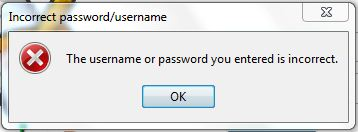 Incorrect password/username
The username or password you entered is incorrect.
OK